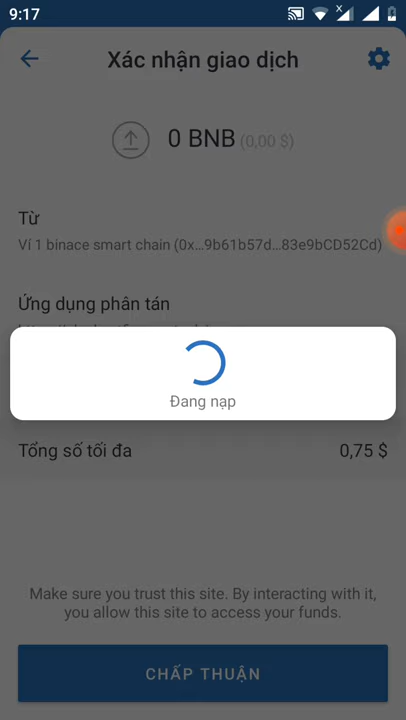 9:17
Xác nhận giao dịch
0 BNB (0,00 $)
Từ
Ví 1 binace smart chain (0x...9b61b57d...83e9bCD52Cd)
Ứng dụng phân tán
Đang nạp
Tổng số tối đa 0,75 $
Make sure you trust this site. By interacting with it,
you allow this site to access your funds.
CHẤP THUẬN